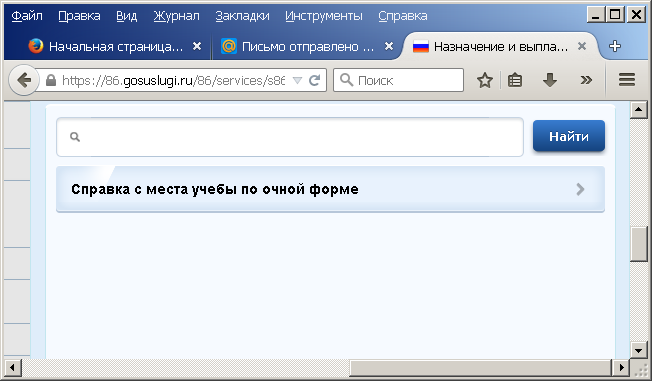 Файл Правка Вид Журнал Закладки Инструменты Справка
Начальная страница... Письмо отправлено ... Назначение и выпла...
https://86.gosuslugi.ru/86/services/s86 Поиск
Найти
Справка с места учебы по очной форме